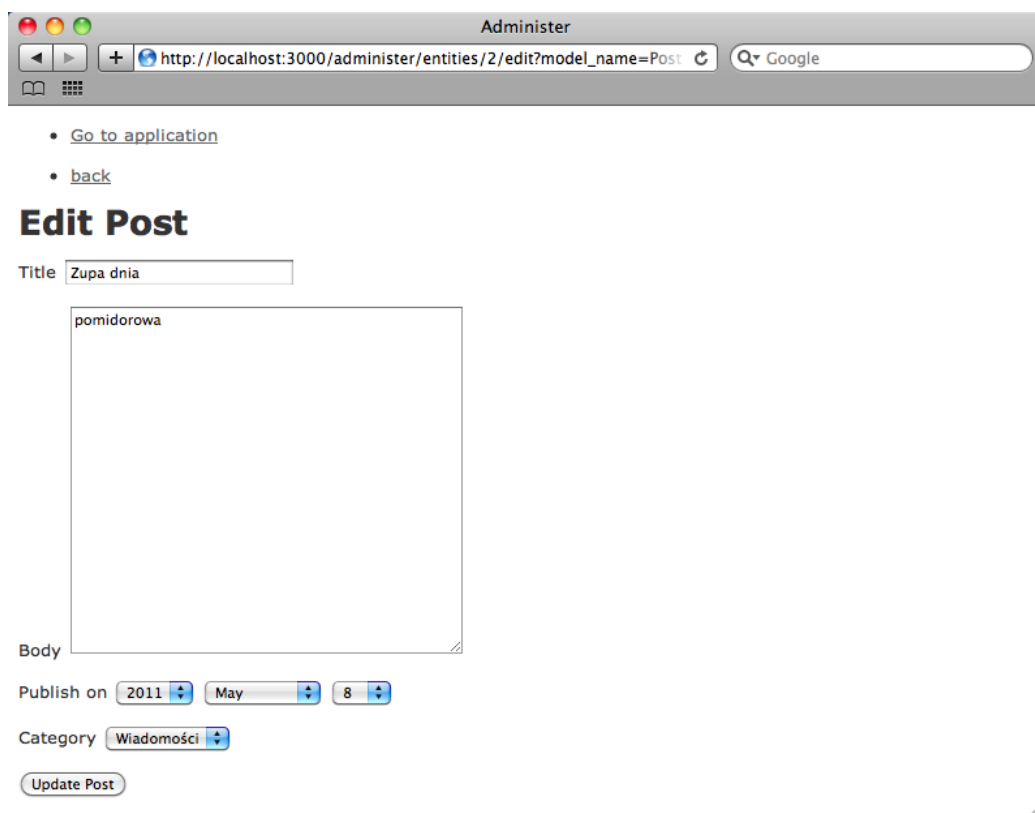 Administer
http://localhost:3000/administer/entities/2/edit?model_name=Post
Google
Go to application
back
Edit Post
Title Zupa dnia
pomidorowa
Body
Publish on 2011 May 8
Category Wiadomości
Update Post